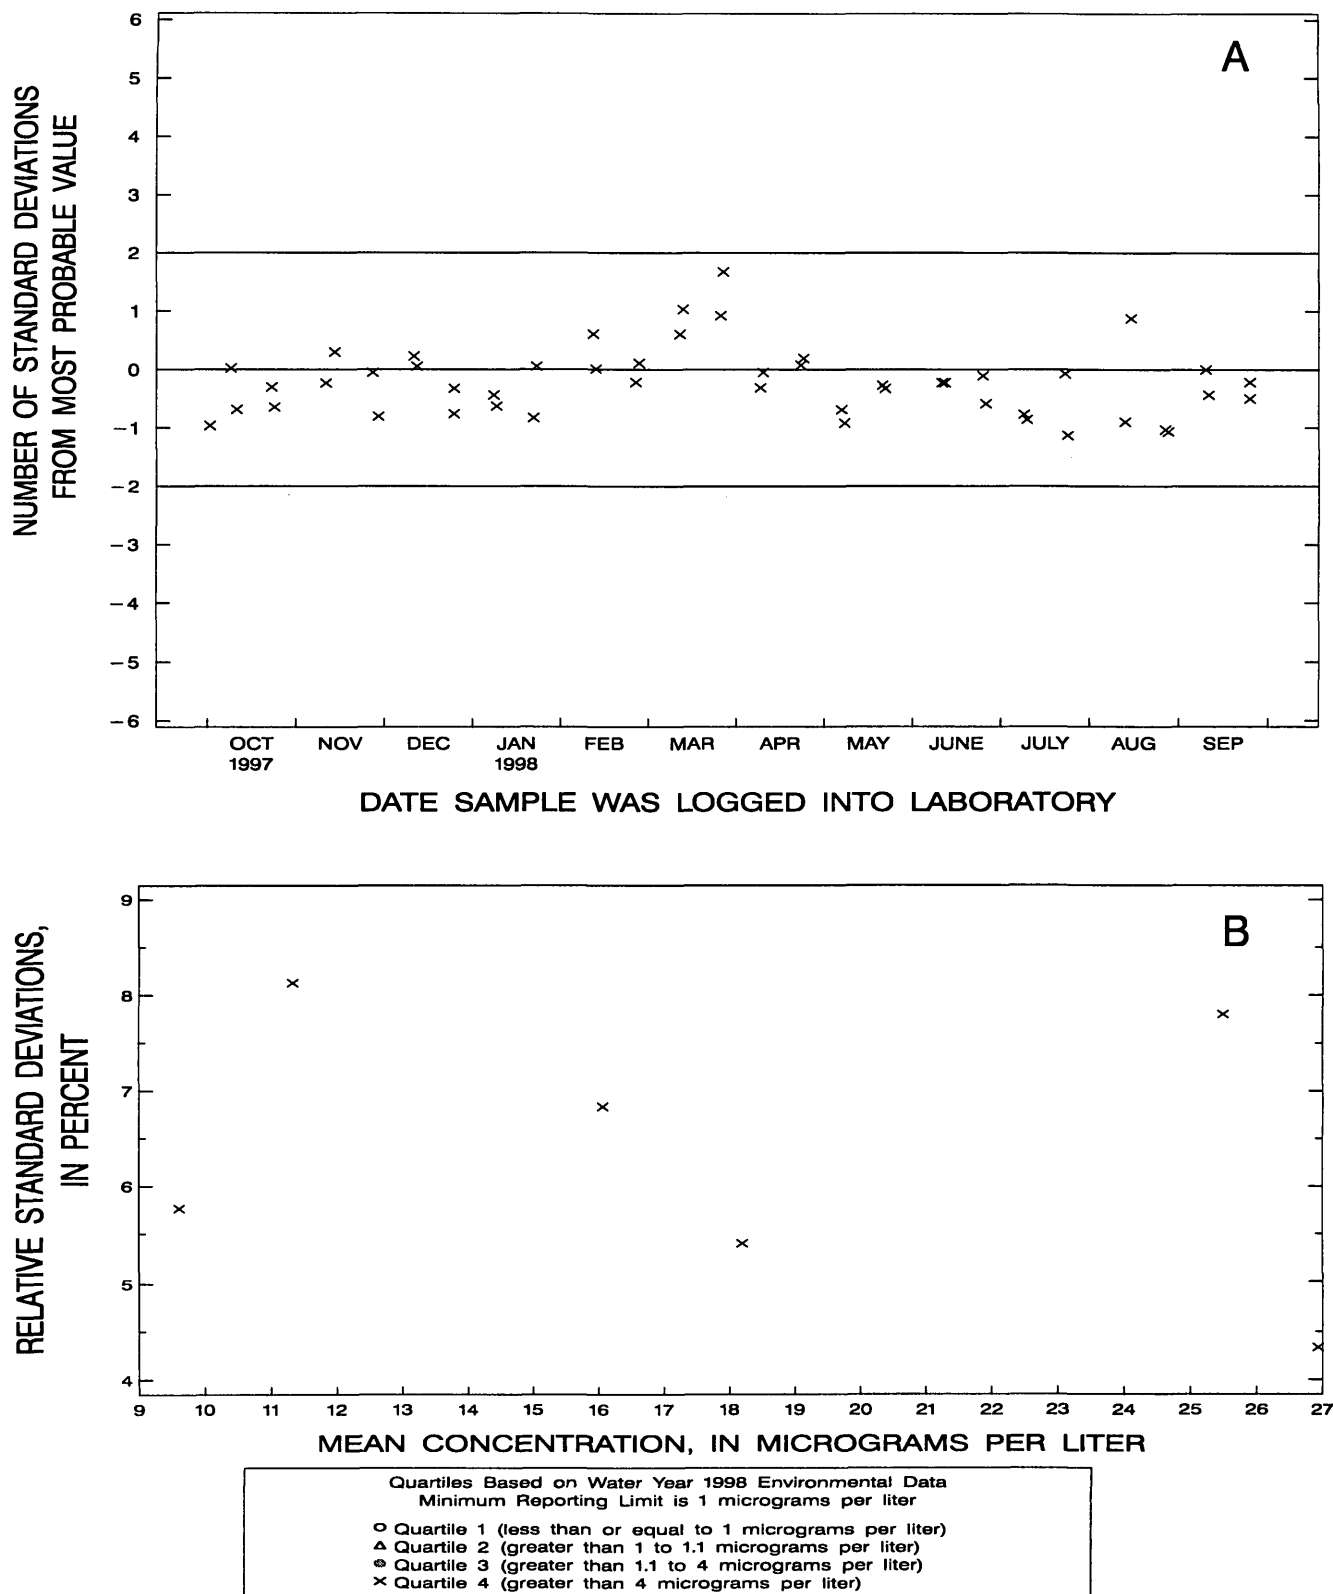 A
NUMBER OF STANDARD DEVIATIONS
FROM MOST PROBABLE VALUE
6
5
4
3
2
1
0
−1
−2
−3
−4
−5
−6
OCT NOV DEC JAN FEB MAR APR MAY JUNE JULY AUG SEP
1997 1998
DATE SAMPLE WAS LOGGED INTO LABORATORY
B
RELATIVE STANDARD DEVIATIONS,
IN PERCENT
9
8
7
6
5
4
9 10 11 12 13 14 15 16 17 18 19 20 21 22 23 24 25 26 27
MEAN CONCENTRATION, IN MICROGRAMS PER LITER
Quartiles Based on Water Year 1998 Environmental Data
Minimum Reporting Limit is 1 micrograms per liter
Quartile 1 (less than or equal to 1 micrograms per liter)
Quartile 2 (greater than 1 to 1.1 micrograms per liter)
Quartile 3 (greater than 1.1 to 4 micrograms per liter)
Quartile 4 (greater than 4 micrograms per liter)